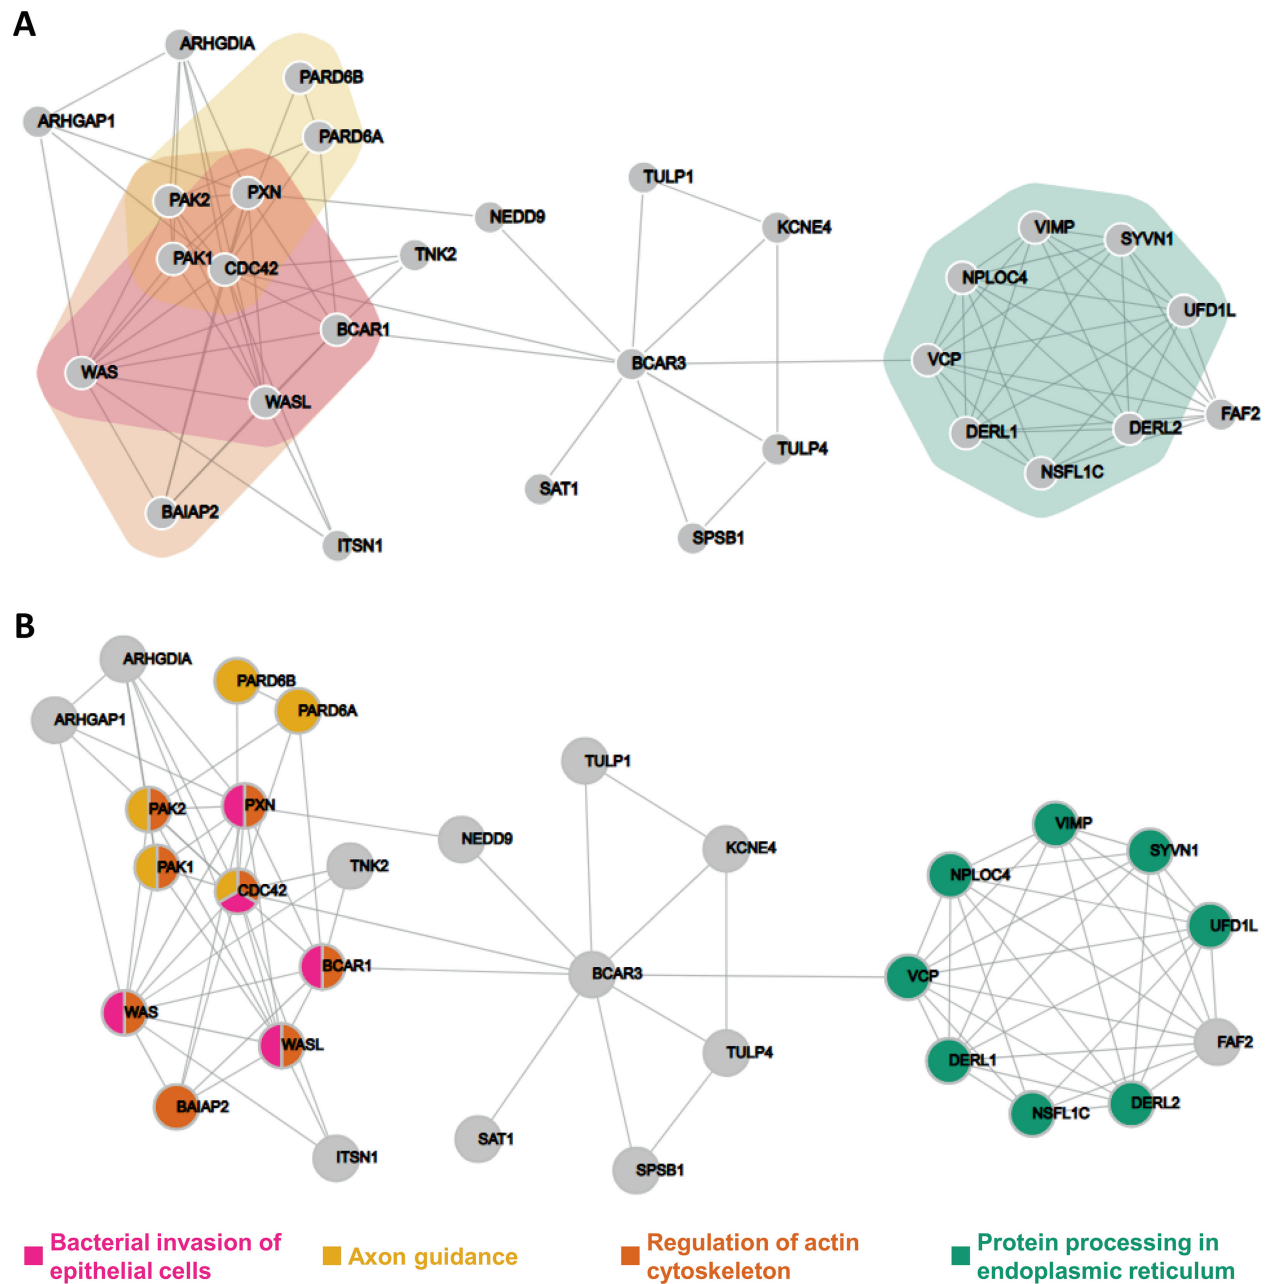 A
ARHGDIA
PARD6B
ARHGAP1
PARD6A
TULP1
PAK2
PXN
NEDD9
KCNE4
VIMP
SYVN1
PAK1
CDC42
TNK2
NPLOC4
UFD1L
BCAR1
BCAR3
VCP
WAS
WASL
FAF2
DERL1
DERL2
TULP4
NSFL1C
SAT1
BAIAP2
ITSN1
SPSB1
B
ARHGDIA
PARD6B
PARD6A
ARHGAP1
TULP1
PAK2
PXN
NEDD9
KCNE4
VIMP
SYVN1
PAK1
TNK2
NPLOC4
CDC42
UFD1L
BCAR1
BCAR3
VCP
WAS
WASL
TULP4
FAF2
DERL1
BAIAP2
DERL2
NSFL1C
SAT1
ITSN1
SPSB1
Bacterial invasion of
epithelial cells
Axon guidance
Regulation of actin
cytoskeleton
Protein processing in
endoplasmic reticulum